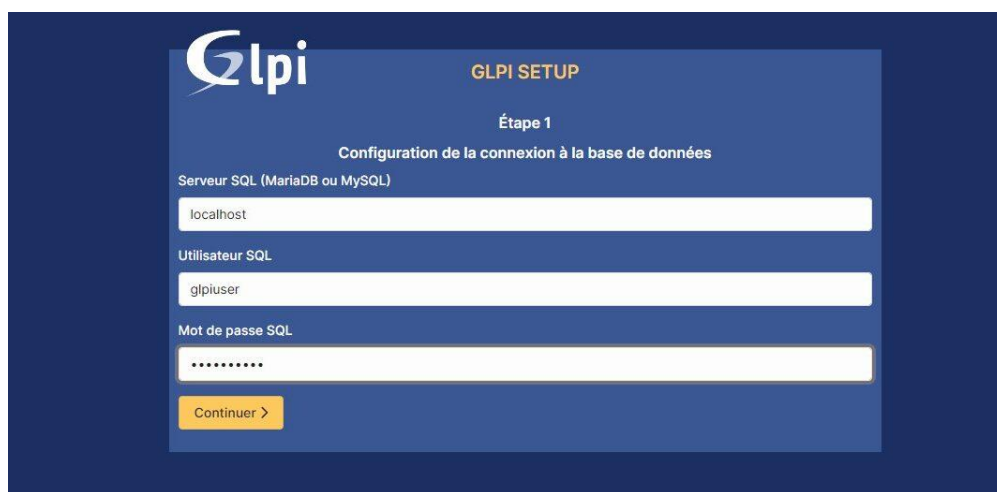 Glpi
GLPI SETUP
Étape 1
Configuration de la connexion à la base de données
Serveur SQL (MariaDB ou MySQL)
localhost
Utilisateur SQL
glpiuser
Mot de passe SQL
••••••••••
Continuer >